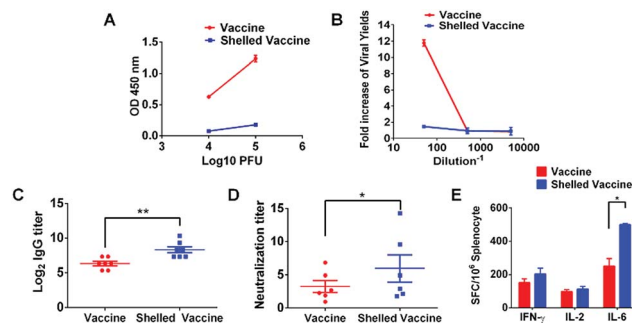 A
Vaccine
Shelled Vaccine
OD 450 nm
1.5
1.0
0.5
0.0
3 4 5 6
Log10 PFU
B
Vaccine
Shelled Vaccine
Fold increase of Viral Yields
14
12
10
8
6
4
2
0
10 100 1000 10000
Dilution⁻¹
C
**
Log₂ IgG titer
15
10
5
0
Vaccine Shelled Vaccine
D
*
Neutralization titer
20
15
10
5
0
Vaccine Shelled Vaccine
E
Vaccine
Shelled Vaccine
*
SFC/10⁶ Splenocyte
800
600
400
200
0
IFN-γ IL-2 IL-6